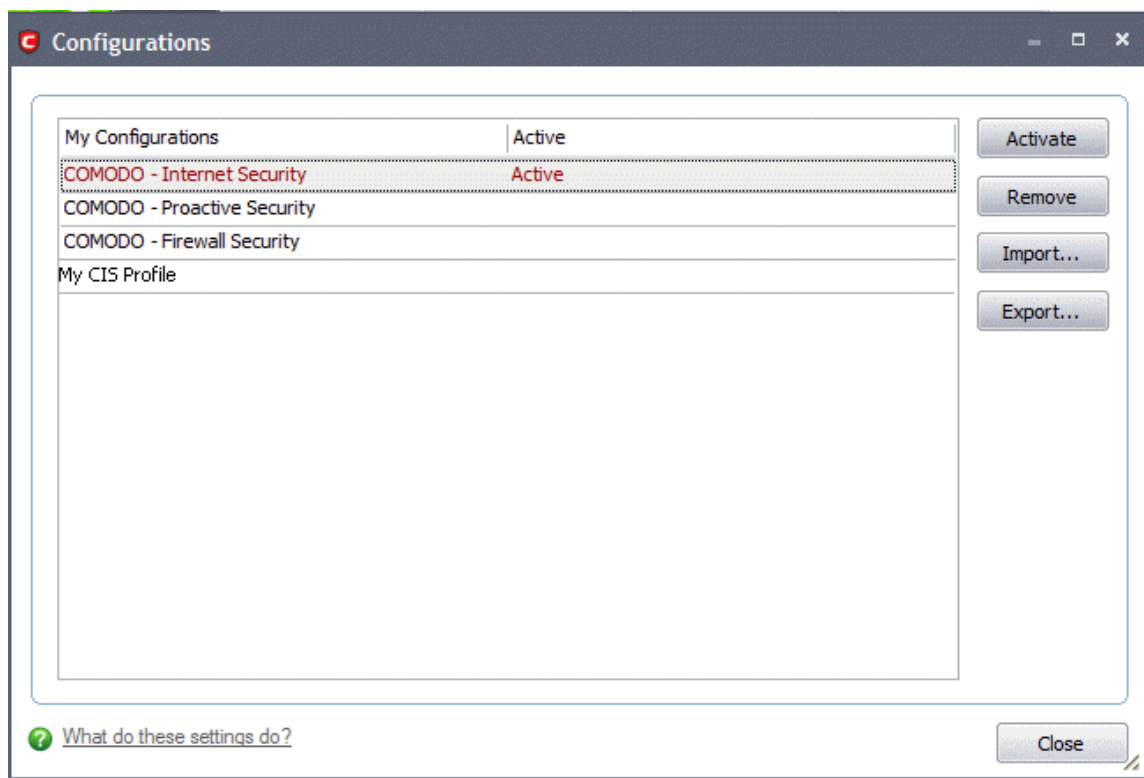 Configurations
My Configurations Active
COMODO - Internet Security Active
COMODO - Proactive Security
COMODO - Firewall Security
My CIS Profile
Activate
Remove
Import...
Export...
What do these settings do?
Close